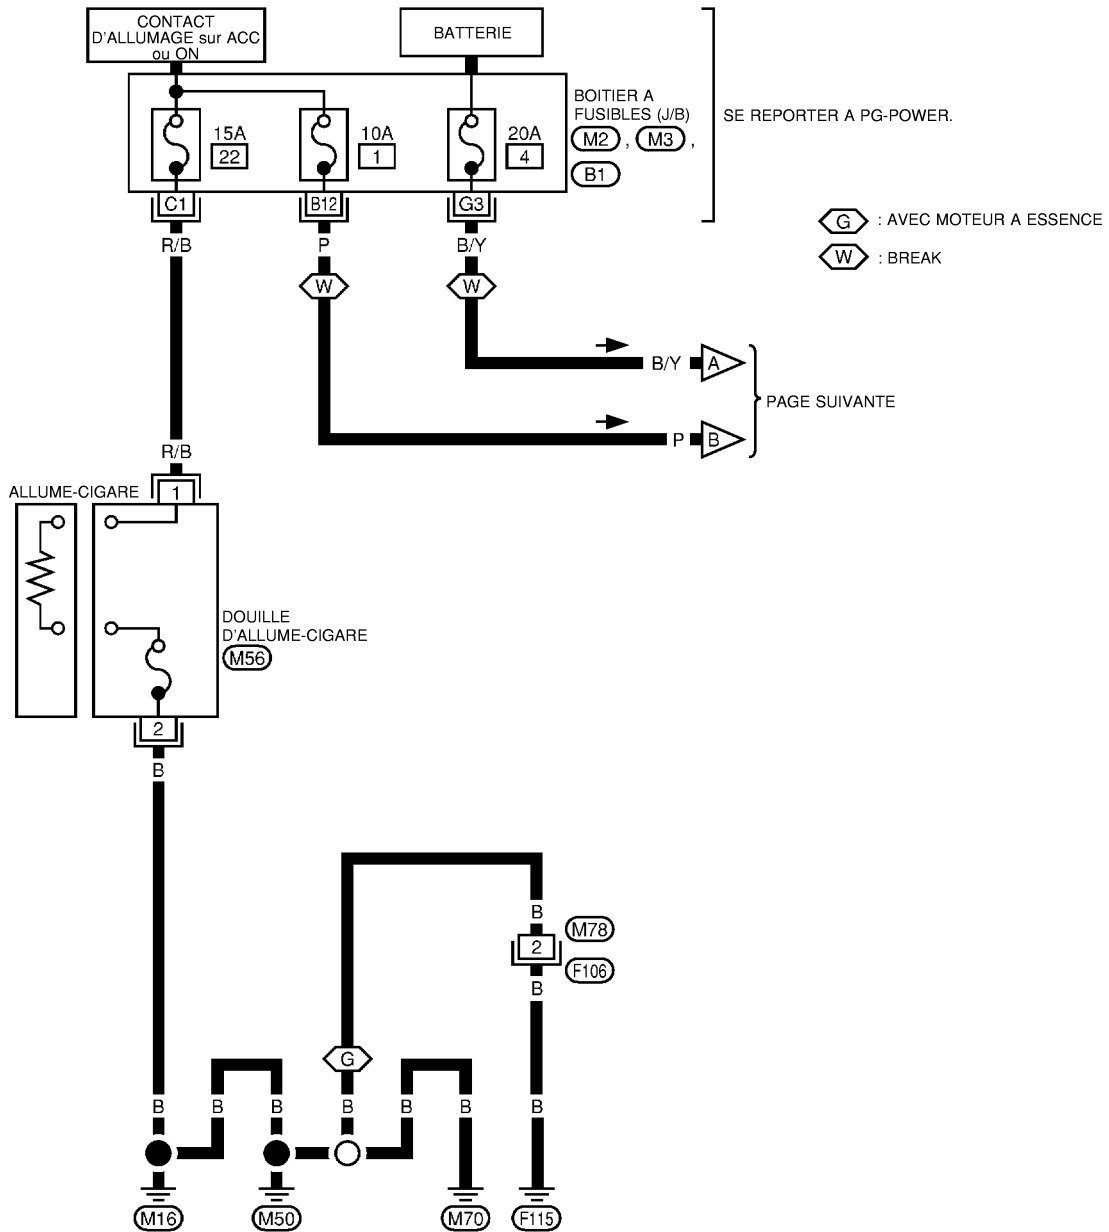 CONTACT
D'ALLUMAGE sur ACC
ou ON
BATTERIE
BOITIER A
FUSIBLES (J/B)
M2 , M3 ,
B1
SE REPORTER A PG-POWER.
15A
22
10A
1
20A
4
C1
B12
G3
G : AVEC MOTEUR A ESSENCE
W : BREAK
R/B
P
B/Y
W
W
B/Y
A
PAGE SUIVANTE
P
B
R/B
ALLUME-CIGARE
1
DOUILLE
D'ALLUME-CIGARE
M56
2
B
B
M78
2
F106
B
G
B
B
B
B
B
B
B
M16
M50
M70
F115